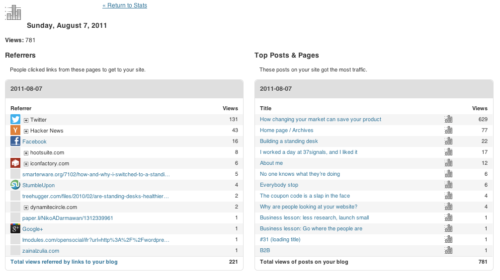 « Return to Stats
Sunday, August 7, 2011
Views: 781
Referrers
People clicked links from these pages to get to your site.
2011-08-07
Referrer Views
Twitter 131
Hacker News 43
Facebook 16
hootsuite.com 8
iconfactory.com 6
smarterware.org/7102/how-and-why-i-switched-to-a-standi… 5
StumbleUpon 4
treehugger.com/files/2010/02/are-standing-desks-healthier… 2
dynamitecircle.com 2
paper.li/NikoADarmawan/1312339961 1
Google+ 1
lmodules.com/opensocial/ifr?url=http%3A%2F%2Fwordpre… 1
zainalzulia.com 1
Total views referred by links to your blog 221
Top Posts & Pages
These posts on your site got the most traffic.
2011-08-07
Title Views
How changing your market can save your product 629
Home page / Archives 77
Building a standing desk 22
I worked a day at 37signals, and I liked it 17
About me 12
No one knows what they're doing 6
Everybody stop 6
The coupon code is a slap in the face 4
Why are people looking at your website? 4
Business lesson: less research, launch small 1
Business lesson: Go where the people are 1
#31 (loading title) 1
B2B 1
Total views of posts on your blog 781